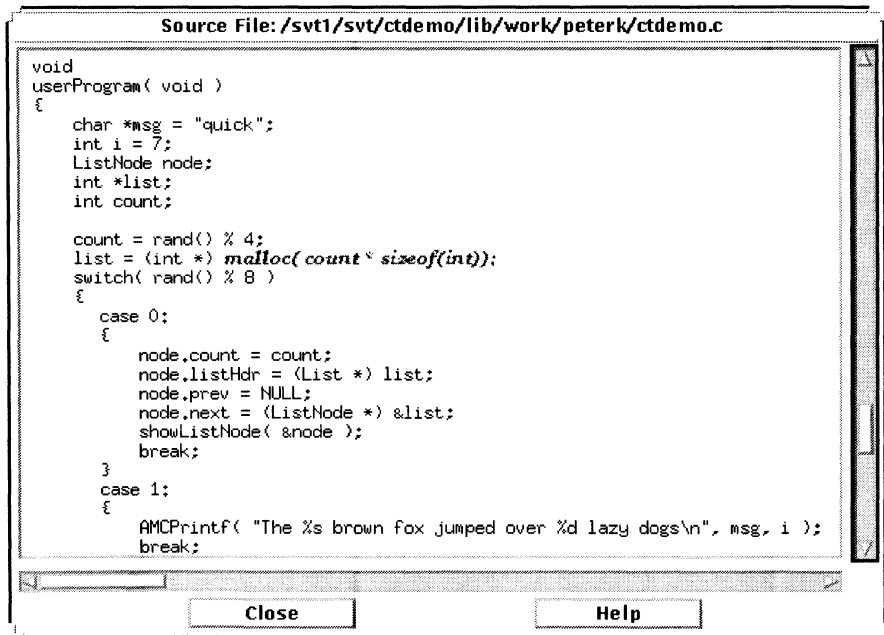 Source File: /svt1/svt/ctdemo/lib/work/peterk/ctdemo.c
void
userProgram( void )
{
    char *msg = "quick";
    int i = 7;
    ListNode node;
    int *list;
    int count;

    count = rand() % 4;
    list = (int *) malloc( count * sizeof(int));
    switch( rand() % 8 )
    {
      case 0:
      {
          node.count = count;
          node.listHdr = (List *) list;
          node.prev = NULL;
          node.next = (ListNode *) &list;
          showListNode( &node );
          break;
      }
      case 1:
      {
          AMCPrintf( "The %s brown fox jumped over %d lazy dogs\n", msg, i );
          break;
Close
Help